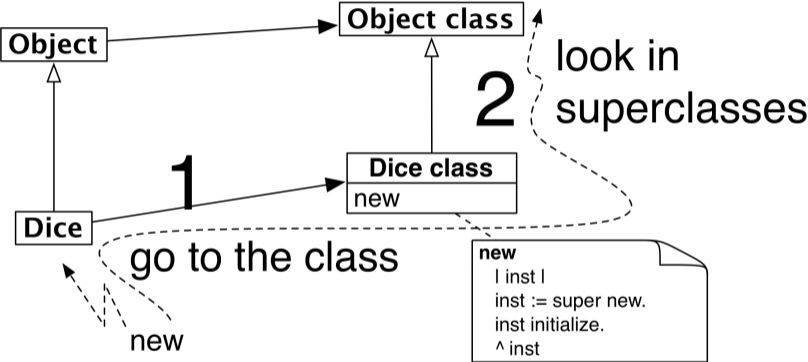 Object
Object class
2
look in
superclasses
1
Dice class
new
Dice
go to the class
new
new
| inst |
inst := super new.
inst initialize.
^ inst